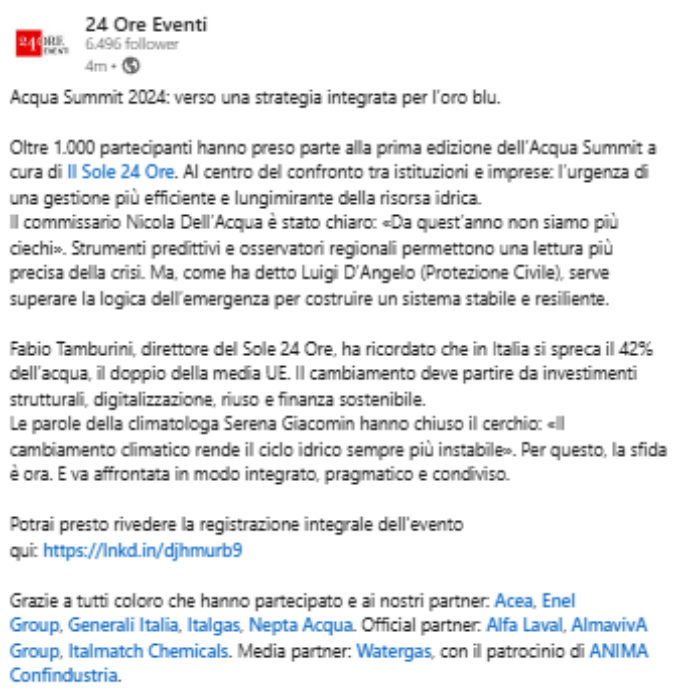 24 ORE
EVENTI
24 Ore Eventi
6.496 follower
4m •
Acqua Summit 2024: verso una strategia integrata per l'oro blu.
Oltre 1.000 partecipanti hanno preso parte alla prima edizione dell'Acqua Summit a
cura di Il Sole 24 Ore. Al centro del confronto tra istituzioni e imprese: l'urgenza di
una gestione più efficiente e lungimirante della risorsa idrica.
Il commissario Nicola Dell'Acqua è stato chiaro: «Da quest'anno non siamo più
ciechi». Strumenti predittivi e osservatori regionali permettono una lettura più
precisa della crisi. Ma, come ha detto Luigi D'Angelo (Protezione Civile), serve
superare la logica dell'emergenza per costruire un sistema stabile e resiliente.
Fabio Tamburini, direttore del Sole 24 Ore, ha ricordato che in Italia si spreca il 42%
dell'acqua, il doppio della media UE. Il cambiamento deve partire da investimenti
strutturali, digitalizzazione, riuso e finanza sostenibile.
Le parole della climatologa Serena Giacomin hanno chiuso il cerchio: «Il
cambiamento climatico rende il ciclo idrico sempre più instabile». Per questo, la sfida
è ora. E va affrontata in modo integrato, pragmatico e condiviso.
Potrai presto rivedere la registrazione integrale dell'evento
qui: https://lnkd.in/djhmurb9
Grazie a tutti coloro che hanno partecipato e ai nostri partner: Acea, Enel
Group, Generali Italia, Italgas, Nepta Acqua. Official partner: Alfa Laval, AlmavivA
Group, Italmatch Chemicals. Media partner: Watergas, con il patrocinio di ANIMA
Confindustria.